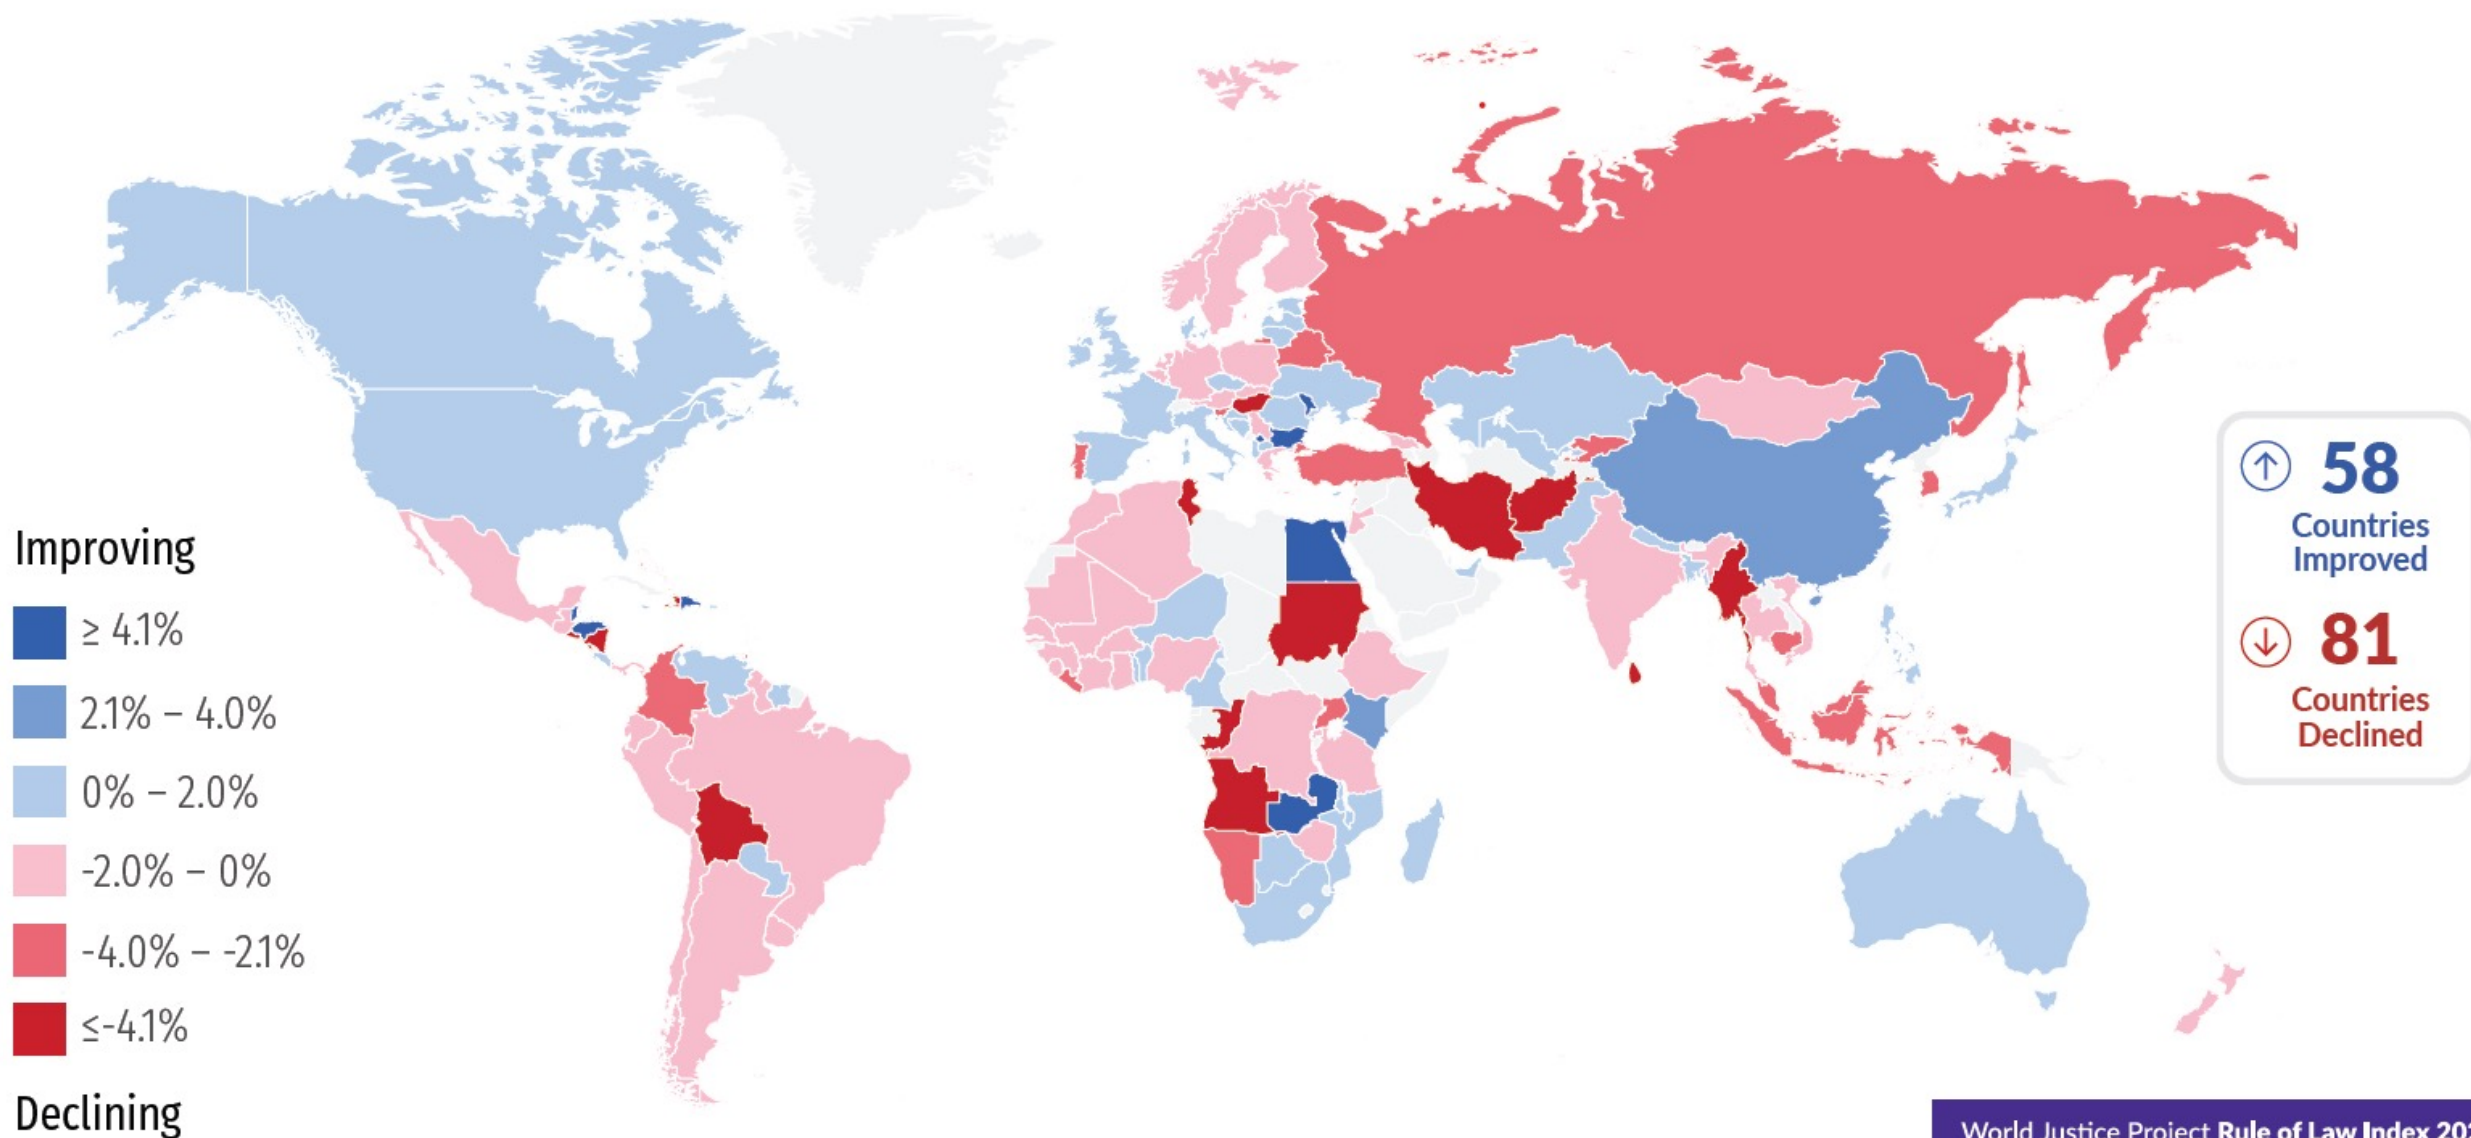 Improving
≥ 4.1%
2.1% – 4.0%
0% – 2.0%
-2.0% – 0%
-4.0% – -2.1%
≤-4.1%
Declining
58
Countries
Improved
81
Countries
Declined
World Justice Project Rule of Law Index